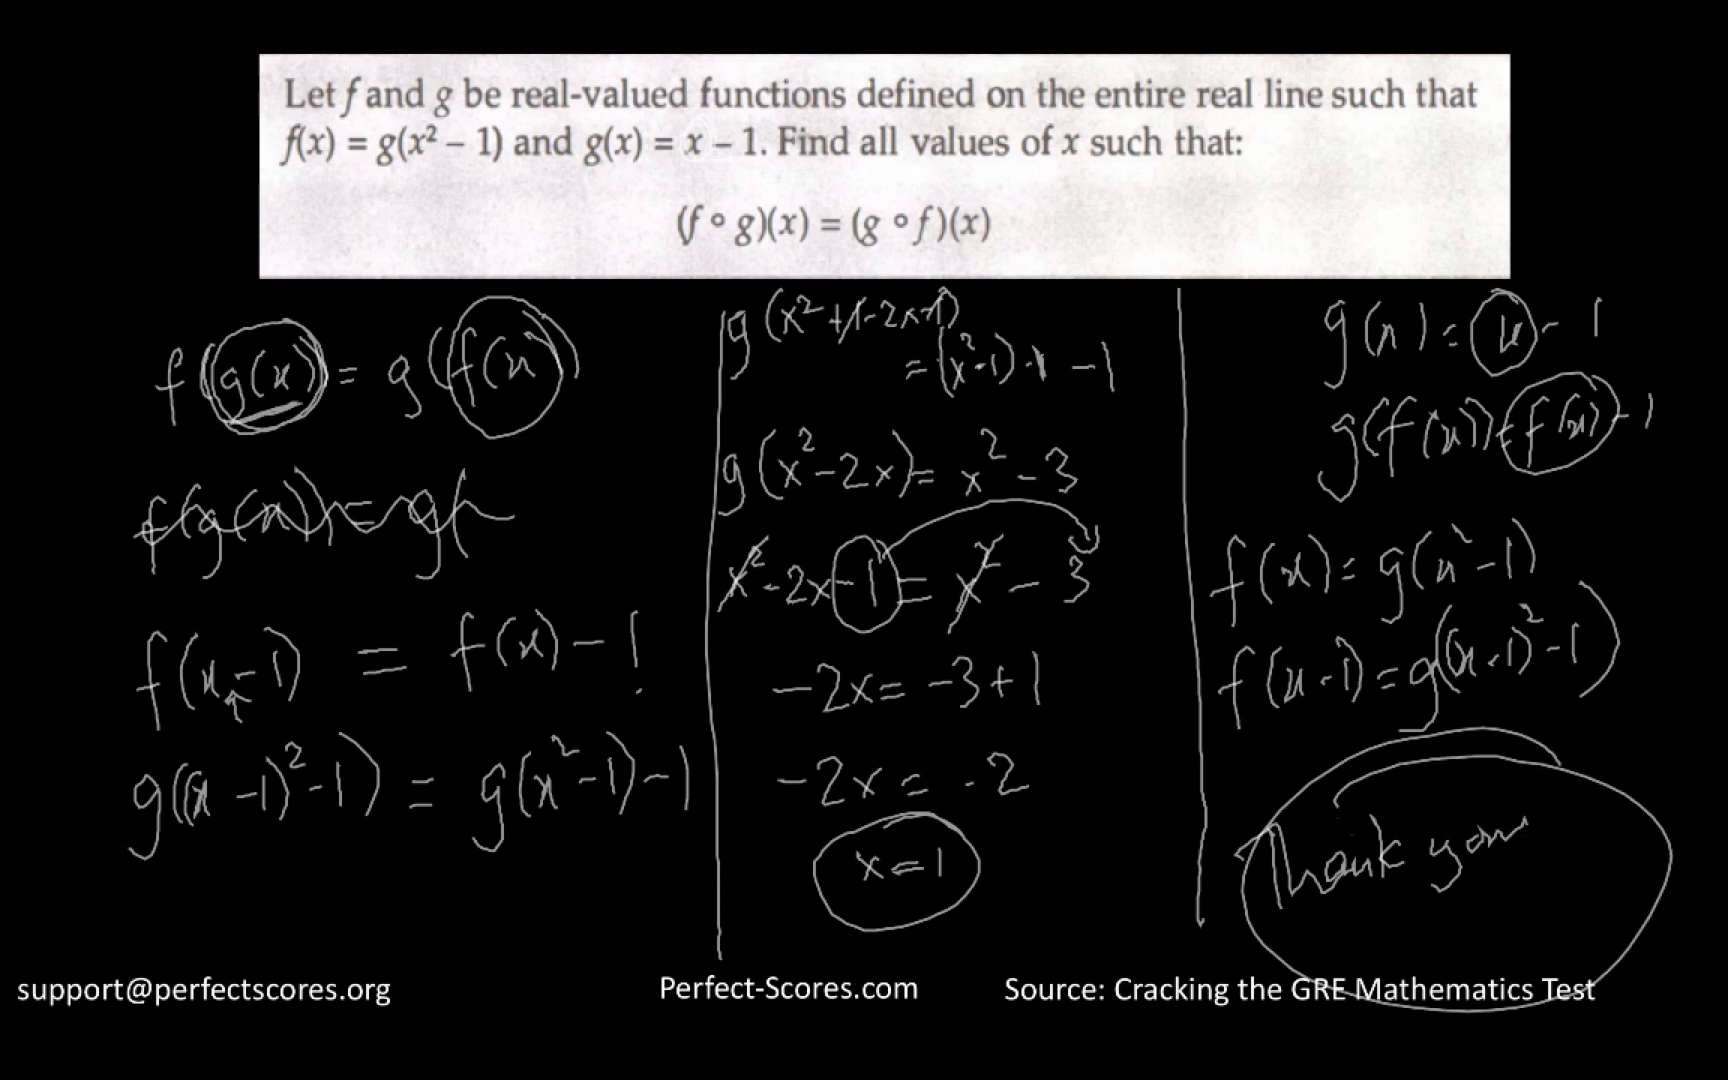 Let f and g be real-valued functions defined on the entire real line such that
f(x) = g(x² – 1) and g(x) = x – 1. Find all values of x such that:
(f ∘ g)(x) = (g ∘ f)(x)
f(g(x)) = g(f(x))
f(g(x)) = g(
f(x-1) = f(x)-1
g((x-1)²-1) = g(x²-1)-1
g(x²+1-2x-1)
=(x²-1)-1-1
g(x²-2x)= x²-3
x²-2x-1= x²-3
-2x= -3+1
-2x= -2
x=1
g(x)= x-1
g(f(x))=f(x)-1
f(x)= g(x²-1)
f(x-1)=g((x-1)²-1)
Thank you
support@perfectscores.org
Perfect-Scores.com
Source: Cracking the GRE Mathematics Test